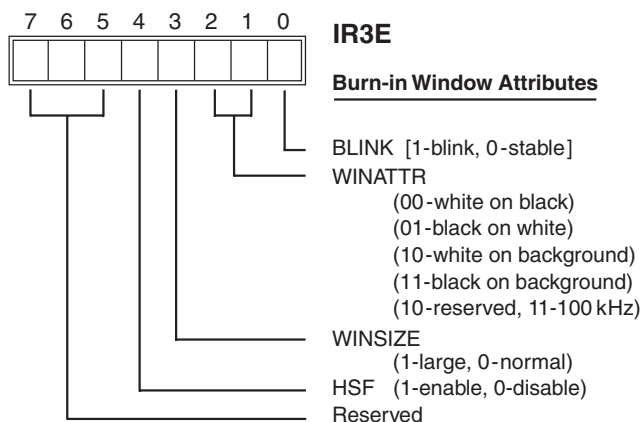 7 6 5 4 3 2 1 0
IR3E
Burn-in Window Attributes
BLINK [1-blink, 0-stable]
WINATTR
(00-white on black)
(01-black on white)
(10-white on background)
(11-black on background)
(10-reserved, 11-100 kHz)
WINSIZE
(1-large, 0-normal)
HSF (1-enable, 0-disable)
Reserved